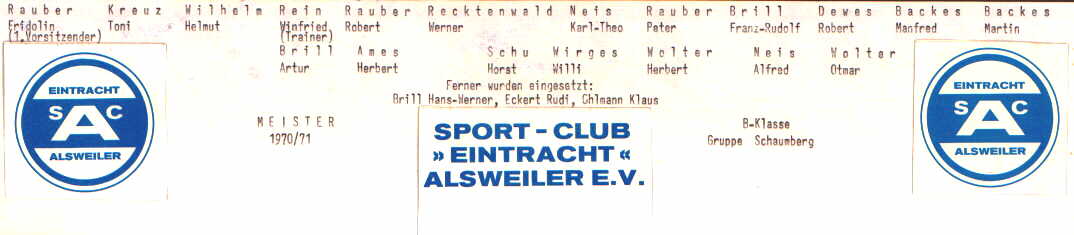 Rauber Kreuz Wilhelm Rein Rauber Recktenwald Neis Rauber Brill Dewes Backes Backes
Fridolin Toni Helmut Winfried Robert Werner Karl-Theo Peter Franz-Rudolf Robert Manfred Martin
(1.Vorsitzender) (Trainer)
Brill Ames Schu Wirges Wolter Neis Wolter
Artur Herbert Horst Willi Herbert Alfred Otmar
Ferner wurden eingesetzt:
Brill Hans-Werner, Eckert Rudi, Ohlmann Klaus
EINTRACHT
SAC
ALSWEILER
MEISTER
1970/71
SPORT-CLUB
» EINTRACHT «
ALSWEILER E.V.
B-Klasse
Gruppe Schaumberg
EINTRACHT
SAC
ALSWEILER